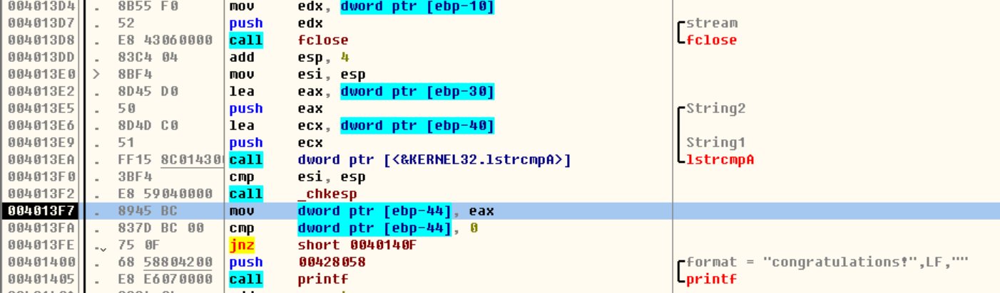 004013D4 . 8B55 F0 mov edx, dword ptr [ebp-10]
004013D7 . 52 push edx stream
004013D8 . E8 43060000 call fclose fclose
004013DD . 83C4 04 add esp, 4
004013E0 > 8BF4 mov esi, esp
004013E2 . 8D45 D0 lea eax, dword ptr [ebp-30]
004013E5 . 50 push eax String2
004013E6 . 8D4D C0 lea ecx, dword ptr [ebp-40]
004013E9 . 51 push ecx String1
004013EA . FF15 8C01430 call dword ptr [<&KERNEL32.lstrcmpA>] lstrcmpA
004013F0 . 3BF4 cmp esi, esp
004013F2 . E8 59040000 call _chkesp
004013F7 . 8945 BC mov dword ptr [ebp-44], eax
004013FA . 837D BC 00 cmp dword ptr [ebp-44], 0
004013FE . 75 0F jnz short 0040140F
00401400 . 68 58804200 push 00428058 format = "congratulations!",LF,""
00401405 . E8 E6070000 call printf printf